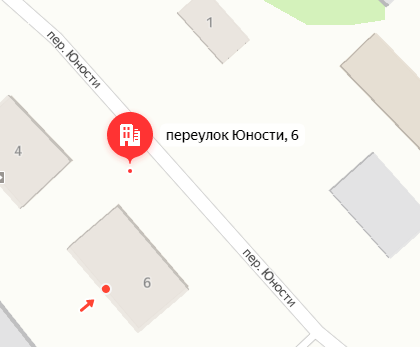 1
пер. Юности
переулок Юности, 6
4
пер. Юности
6